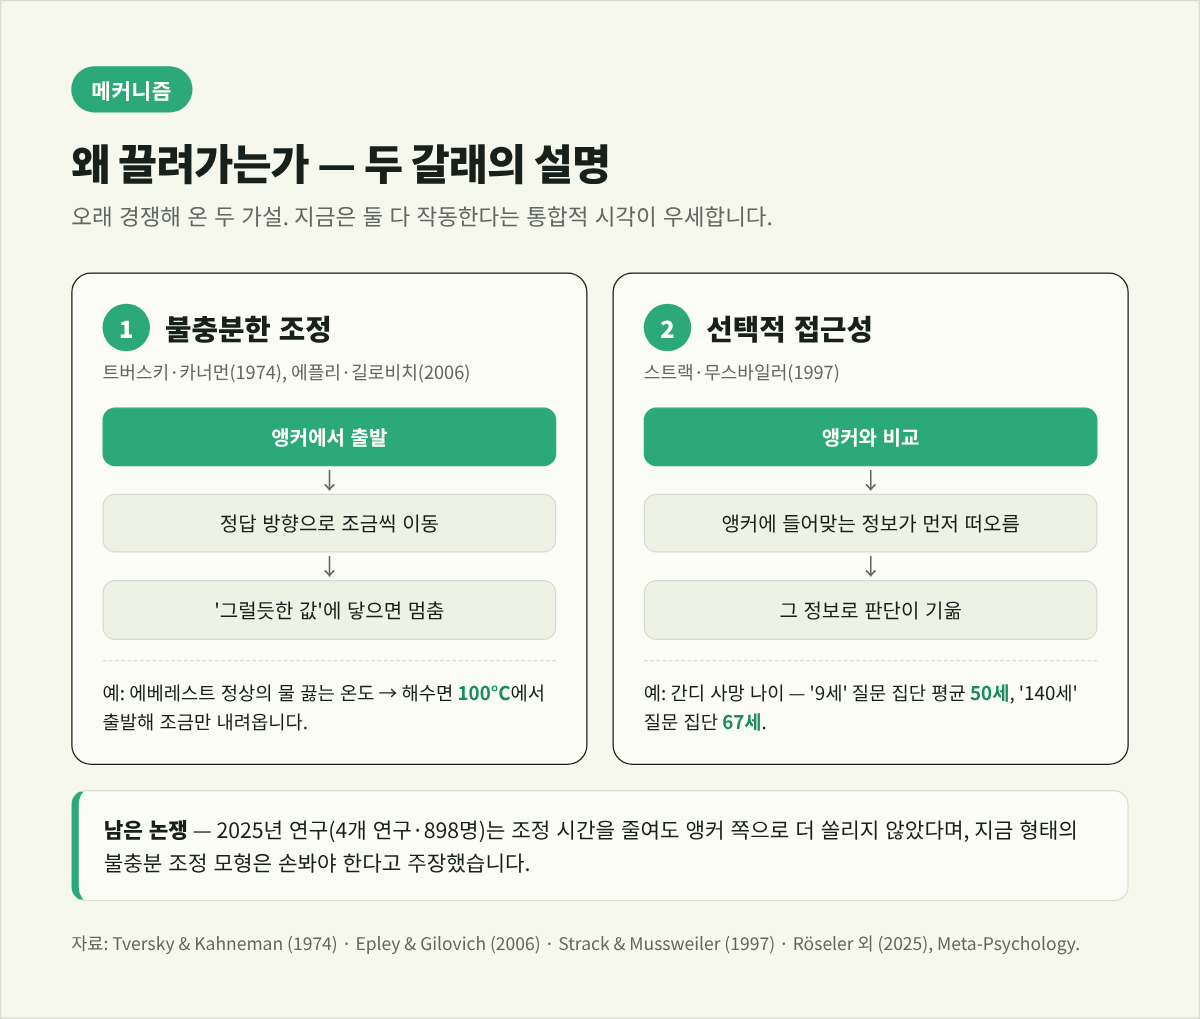 메커니즘
왜 끌려가는가 — 두 갈래의 설명
오래 경쟁해 온 두 가설. 지금은 둘 다 작동한다는 통합적 시각이 우세합니다.
1 불충분한 조정
트버스키·카너먼(1974), 에플리·길로비치(2006)
앵커에서 출발
↓
정답 방향으로 조금씩 이동
↓
'그럴듯한 값'에 닿으면 멈춤
예: 에베레스트 정상의 물 끓는 온도 → 해수면 100°C에서
출발해 조금만 내려옵니다.
2 선택적 접근성
스트랙·무스바일러(1997)
앵커와 비교
↓
앵커에 들어맞는 정보가 먼저 떠오름
↓
그 정보로 판단이 기욺
예: 간디 사망 나이 — '9세' 질문 집단 평균 50세, '140세'
질문 집단 67세.
남은 논쟁 — 2025년 연구(4개 연구·898명)는 조정 시간을 줄여도 앵커 쪽으로 더 쏠리지 않았다며, 지금 형태의
불충분 조정 모형은 손봐야 한다고 주장했습니다.
자료: Tversky & Kahneman (1974) · Epley & Gilovich (2006) · Strack & Mussweiler (1997) · Röseler 외 (2025), Meta-Psychology.